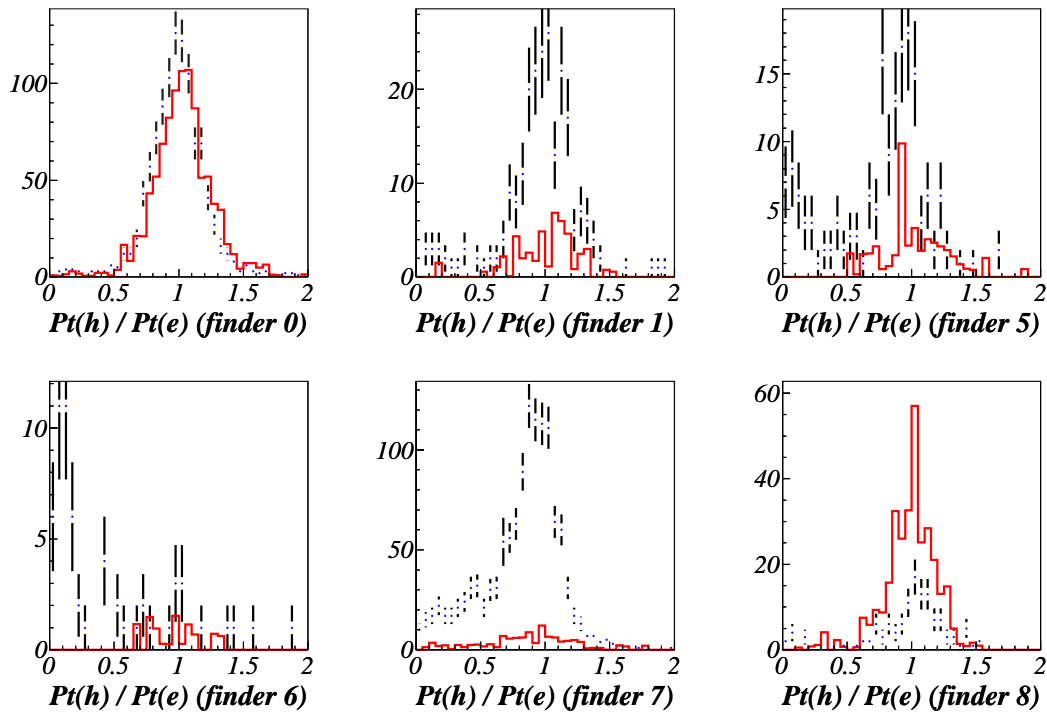 100
50
0
0 0.5 1 1.5 2
Pt(h) / Pt(e) (finder 0)
20
10
0
0 0.5 1 1.5 2
Pt(h) / Pt(e) (finder 1)
15
10
5
0
0 0.5 1 1.5 2
Pt(h) / Pt(e) (finder 5)
10
5
0
0 0.5 1 1.5 2
Pt(h) / Pt(e) (finder 6)
100
50
0
0 0.5 1 1.5 2
Pt(h) / Pt(e) (finder 7)
60
40
20
0
0 0.5 1 1.5 2
Pt(h) / Pt(e) (finder 8)